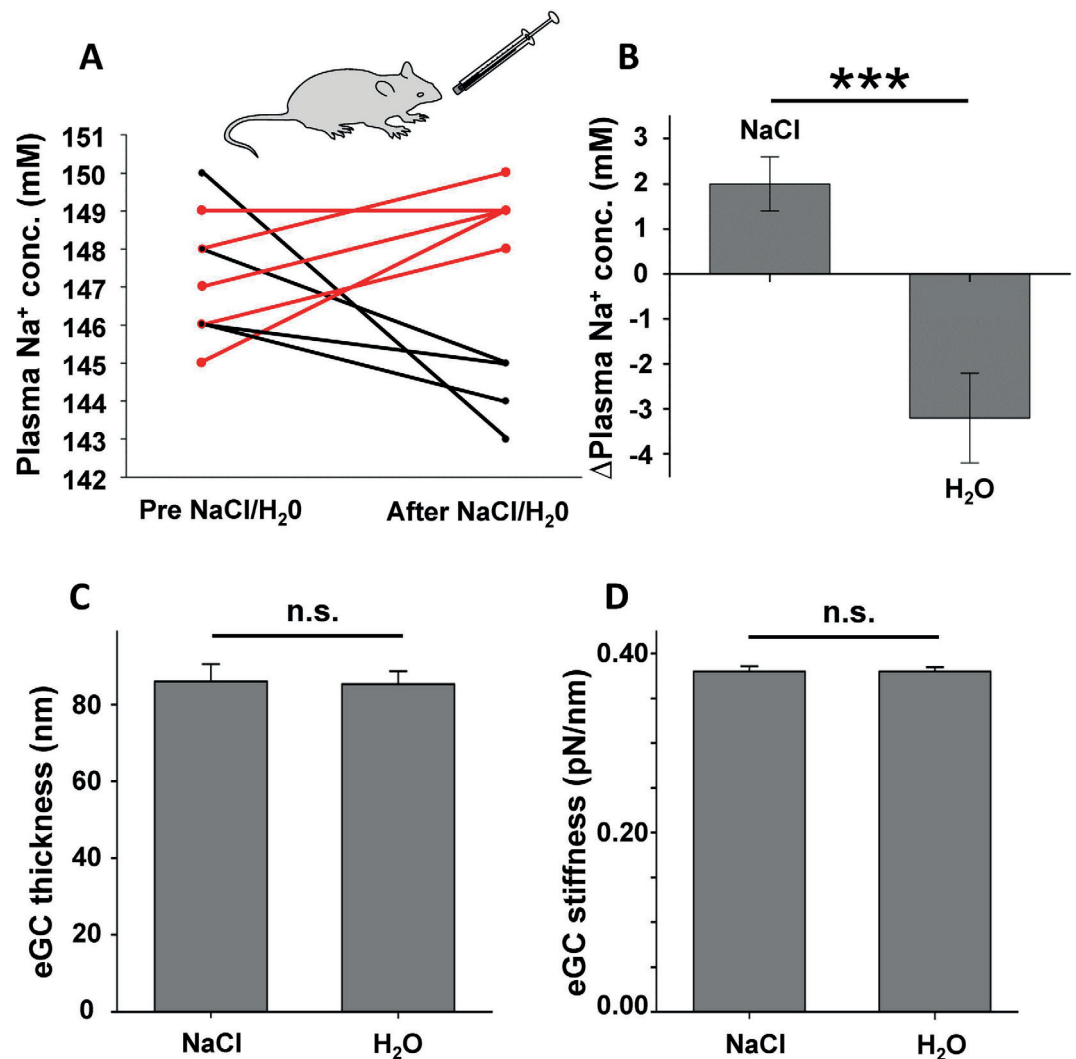 A
B
***
NaCl
Plasma Na⁺ conc. (mM)
151
150
149
148
147
146
145
144
143
142
Pre NaCl/H₂0
After NaCl/H₂0
ΔPlasma Na⁺ conc. (mM)
3
2
1
0
-1
-2
-3
-4
H₂O
C
n.s.
eGC thickness (nm)
80
60
40
20
0
NaCl
H₂O
D
n.s.
eGC stiffness (pN/nm)
0.40
0.20
0.00
NaCl
H₂O